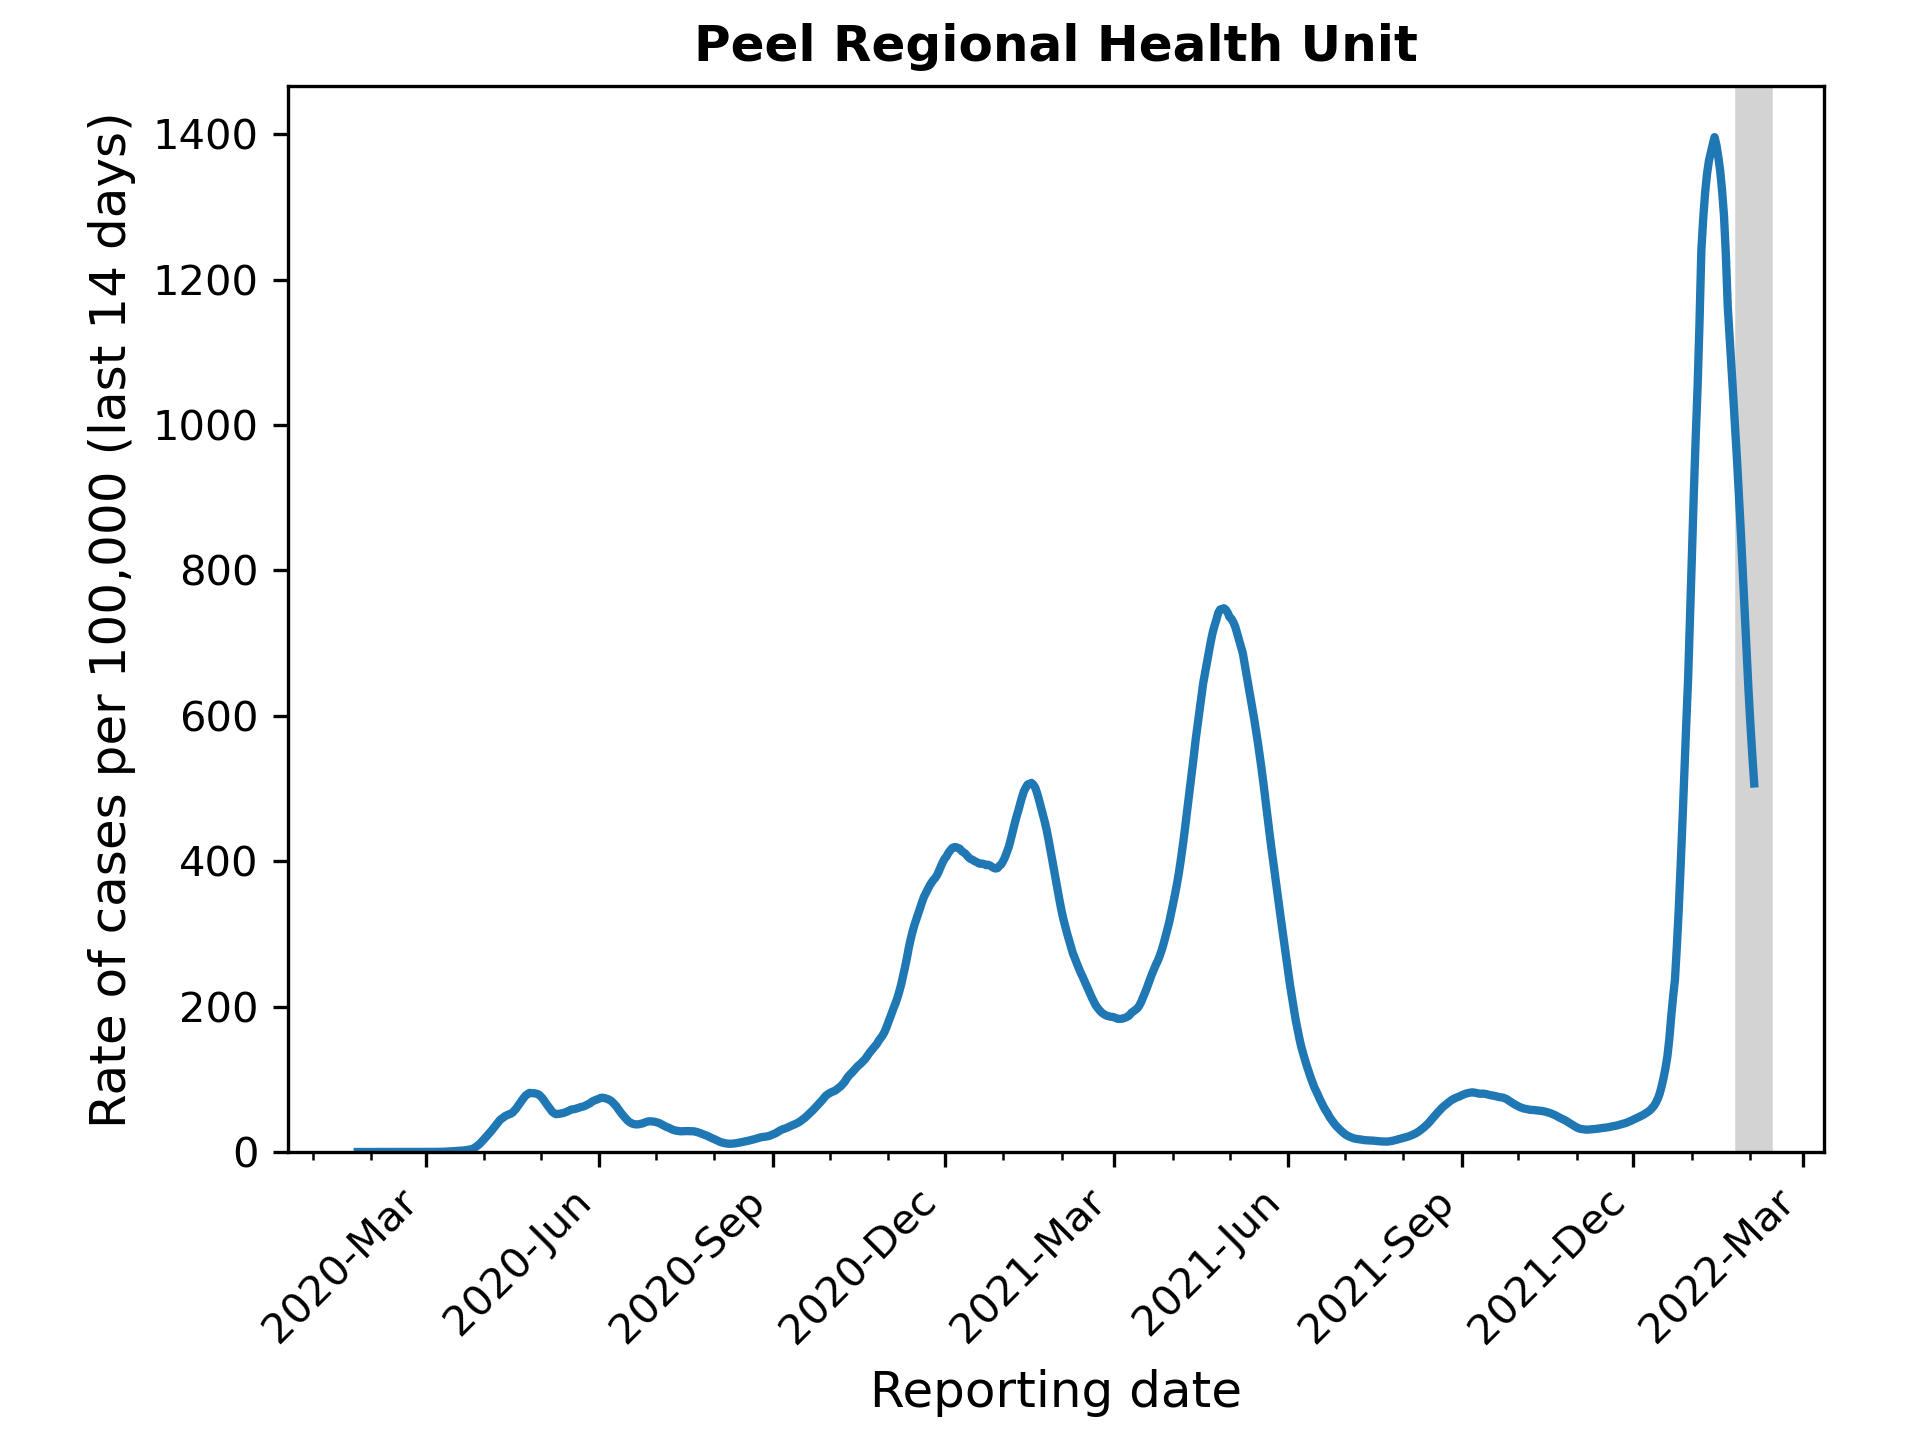 Peel Regional Health Unit
Rate of cases per 100,000 (last 14 days)
1400
1200
1000
800
600
400
200
0
2020-Mar
2020-Jun
2020-Sep
2020-Dec
2021-Mar
2021-Jun
2021-Sep
2021-Dec
2022-Mar
Reporting date